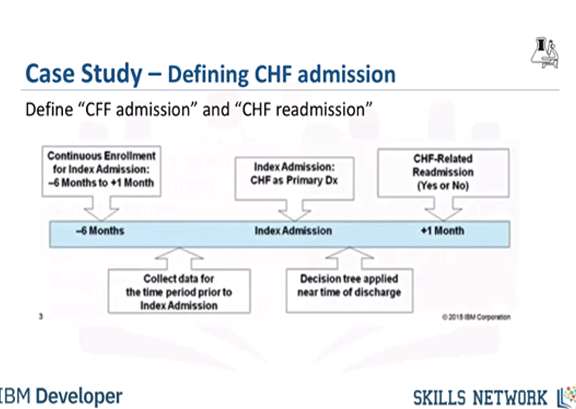 Case Study – Defining CHF admission
Define “CFF admission” and “CHF readmission”
Continuous Enrollment
for Index Admission:
–6 Months to +1 Month
Index Admission:
CHF as Primary Dx
CHF-Related
Readmission
(Yes or No)
–6 Months
Index Admission
+1 Month
Collect data for
the time period prior to
Index Admission
Decision tree applied
near time of discharge
3
© 2015 IBM Corporation
IBM Developer
SKILLS NETWORK